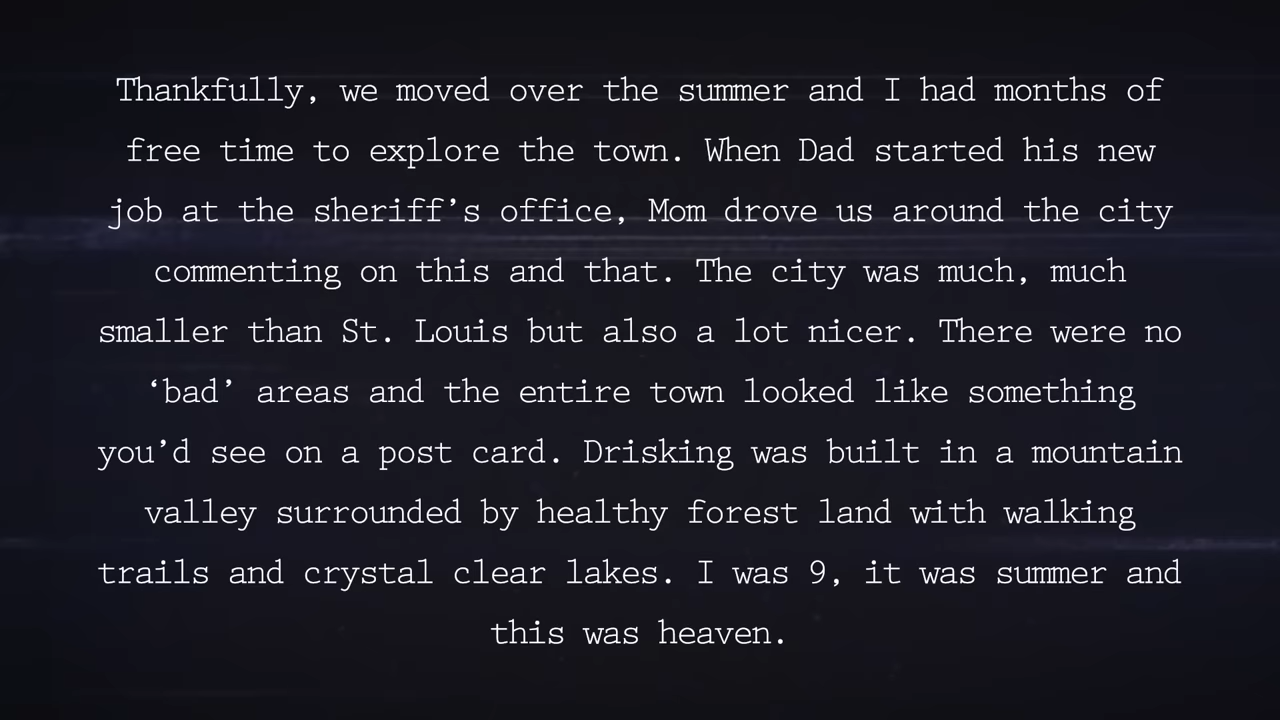 Thankfully, we moved over the summer and I had months of
free time to explore the town. When Dad started his new
job at the sheriff’s office, Mom drove us around the city
commenting on this and that. The city was much, much
smaller than St. Louis but also a lot nicer. There were no
‘bad’ areas and the entire town looked like something
you’d see on a post card. Drisking was built in a mountain
valley surrounded by healthy forest land with walking
trails and crystal clear lakes. I was 9, it was summer and
this was heaven.